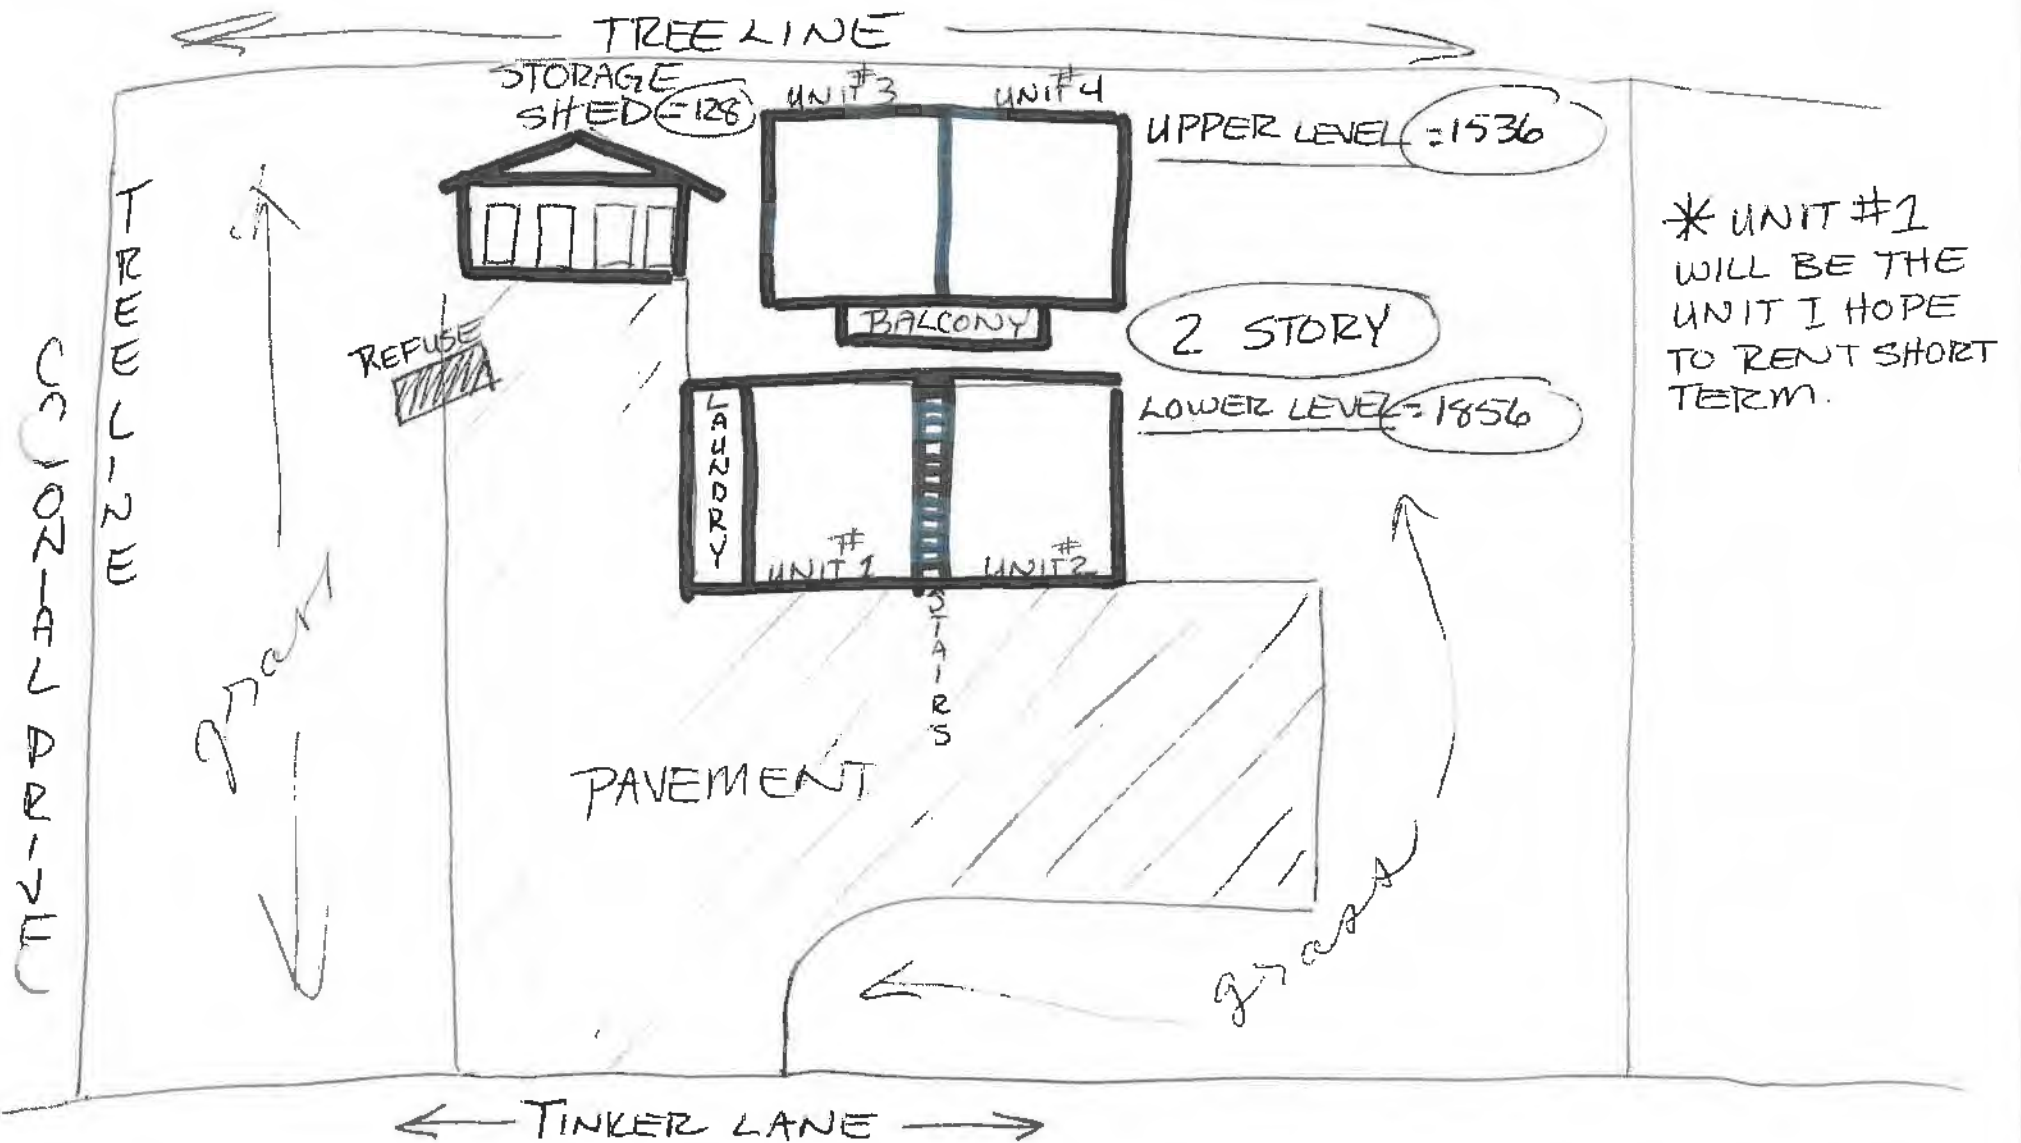 TREE LINE
STORAGE
SHED = 128
UNIT #3
UNIT #4
UPPER LEVEL = 1536
TREE LINE
* UNIT #1
WILL BE THE
UNIT I HOPE
TO RENT SHORT
TERM.
BALCONY
2 STORY
REFUSE
LAUNDRY
LOWER LEVEL = 1856
UNIT #1
UNIT #2
STAIRS
COLONIAL DRIVE
grass
PAVEMENT
grass
TINKER LANE